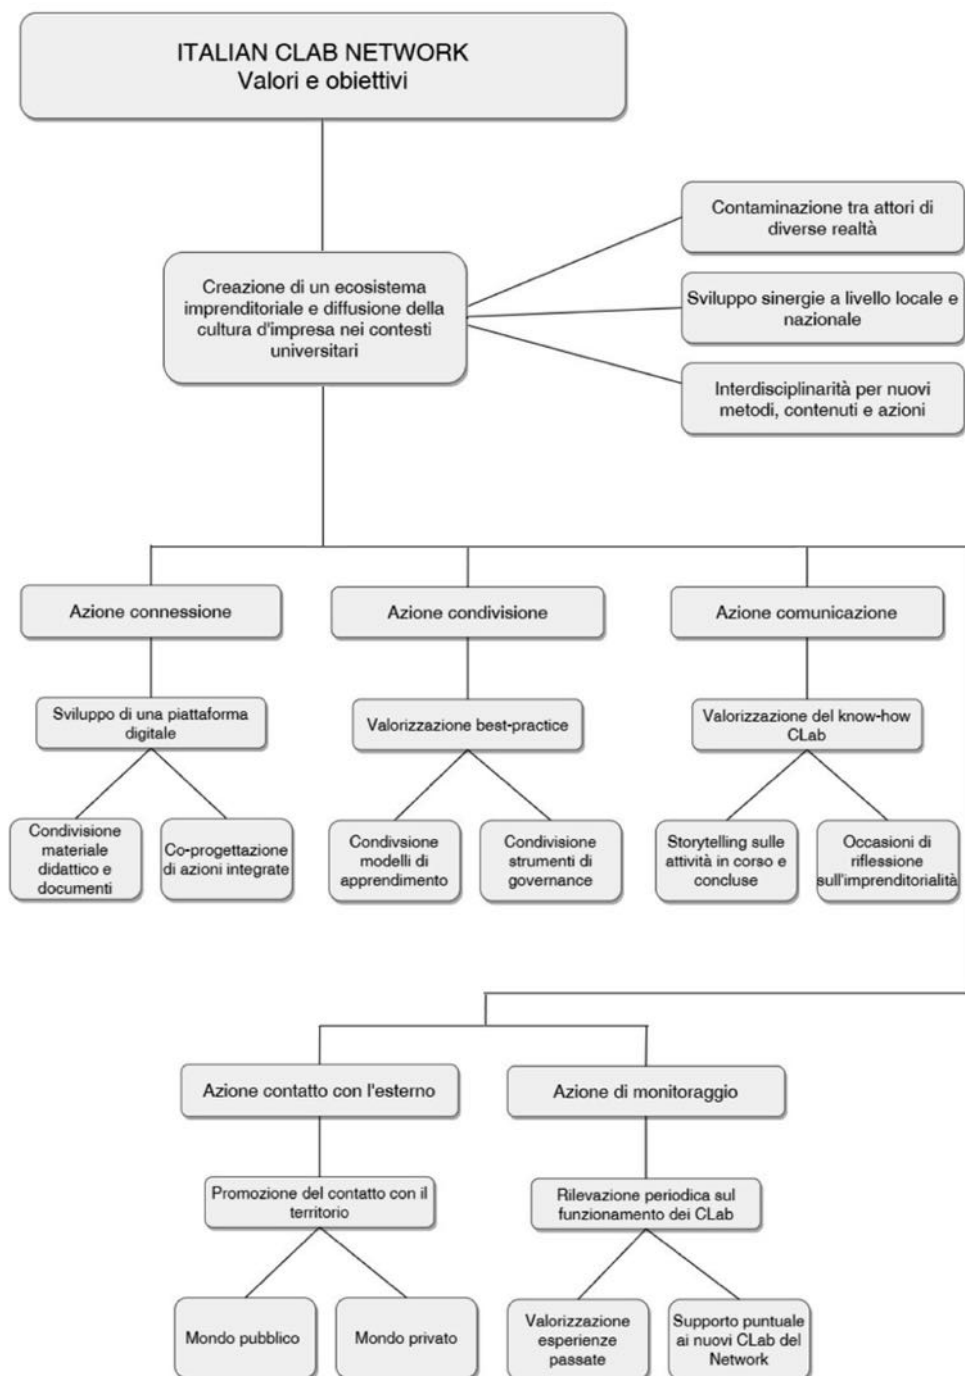 ITALIAN CLAB NETWORK
Valori e obiettivi
Contaminazione tra attori di
diverse realtà
Creazione di un ecosistema
imprenditoriale e diffusione della
cultura d'impresa nei contesti
universitari
Sviluppo sinergie a livello locale e
nazionale
Interdisciplinarità per nuovi
metodi, contenuti e azioni
Azione connessione
Azione condivisione
Azione comunicazione
Sviluppo di una piattaforma
digitale
Valorizzazione best-practice
Valorizzazione del know-how
CLab
Condivisione
materiale
didattico e
documenti
Co-progettazione
di azioni integrate
Condivsione
modelli di
apprendimento
Condivisione
strumenti di
governance
Storytelling sulle
attività in corso e
concluse
Occasioni di
riflessione
sull'imprenditorialità
Azione contatto con l'esterno
Azione di monitoraggio
Promozione del contatto con il
territorio
Rilevazione periodica sul
funzionamento dei CLab
Mondo pubblico
Mondo privato
Valorizzazione
esperienze
passate
Supporto puntuale
ai nuovi CLab del
Network